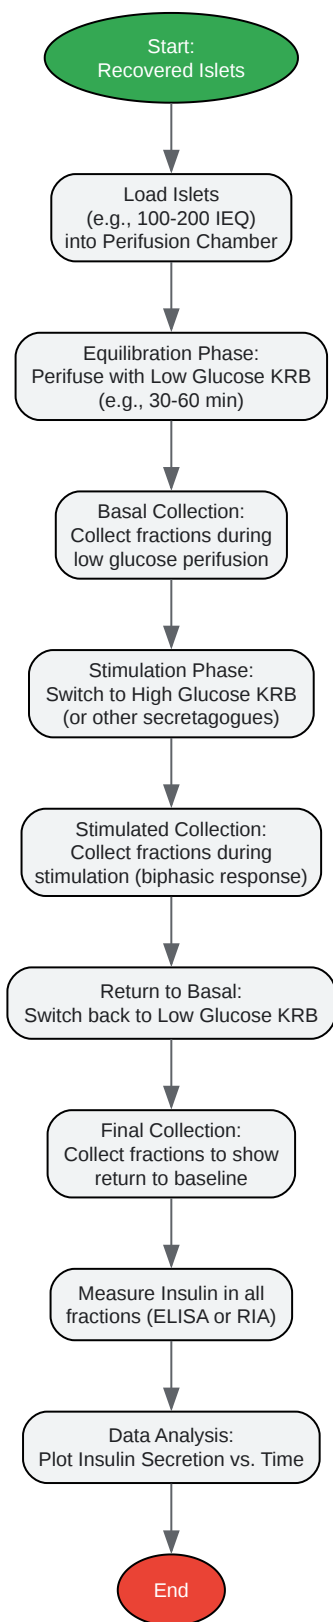 Start:
Recovered Islets
Load Islets
(e.g., 100-200 IEQ)
into Perifusion Chamber
Equilibration Phase:
Perifuse with Low Glucose KRB
(e.g., 30-60 min)
Basal Collection:
Collect fractions during
low glucose perifusion
Stimulation Phase:
Switch to High Glucose KRB
(or other secretagogues)
Stimulated Collection:
Collect fractions during
stimulation (biphasic response)
Return to Basal:
Switch back to Low Glucose KRB
Final Collection:
Collect fractions to show
return to baseline
Measure Insulin in all
fractions (ELISA or RIA)
Data Analysis:
Plot Insulin Secretion vs. Time
End